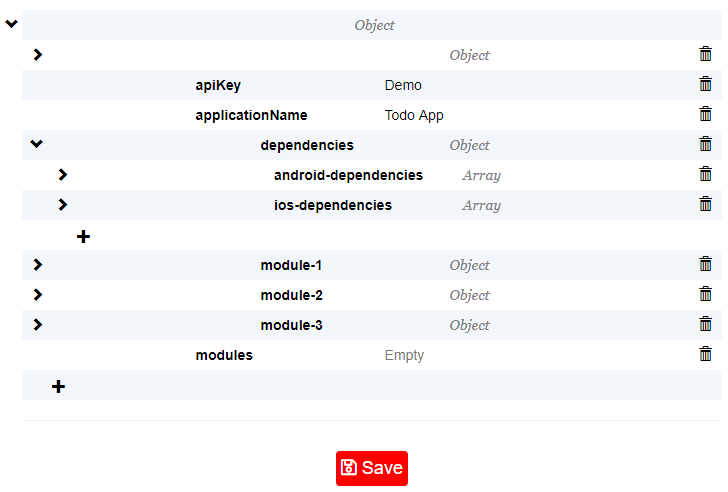 Object
Object
apiKey Demo
applicationName Todo App
dependencies Object
android-dependencies Array
ios-dependencies Array
module-1 Object
module-2 Object
module-3 Object
modules Empty
Save